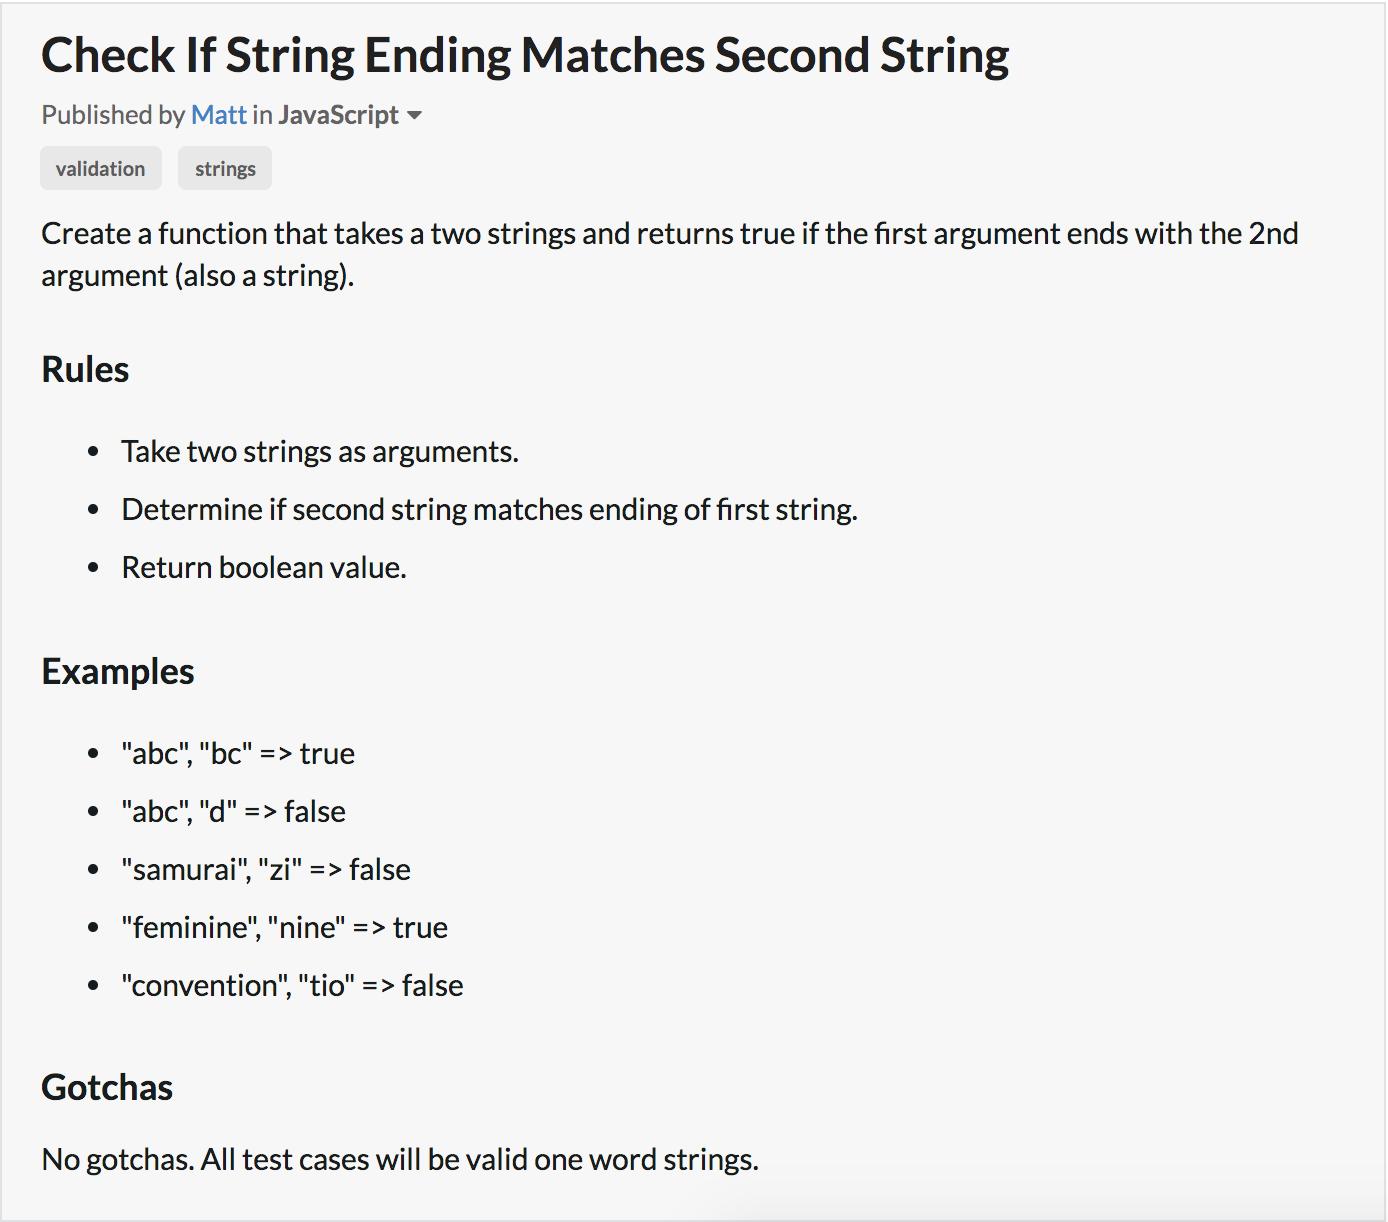 Check If String Ending Matches Second String
Published by Matt in JavaScript
validation strings
Create a function that takes a two strings and returns true if the first argument ends with the 2nd
argument (also a string).
Rules
• Take two strings as arguments.
• Determine if second string matches ending of first string.
• Return boolean value.
Examples
• "abc", "bc" => true
• "abc", "d" => false
• "samurai", "zi" => false
• "feminine", "nine" => true
• "convention", "tio" => false
Gotchas
No gotchas. All test cases will be valid one word strings.